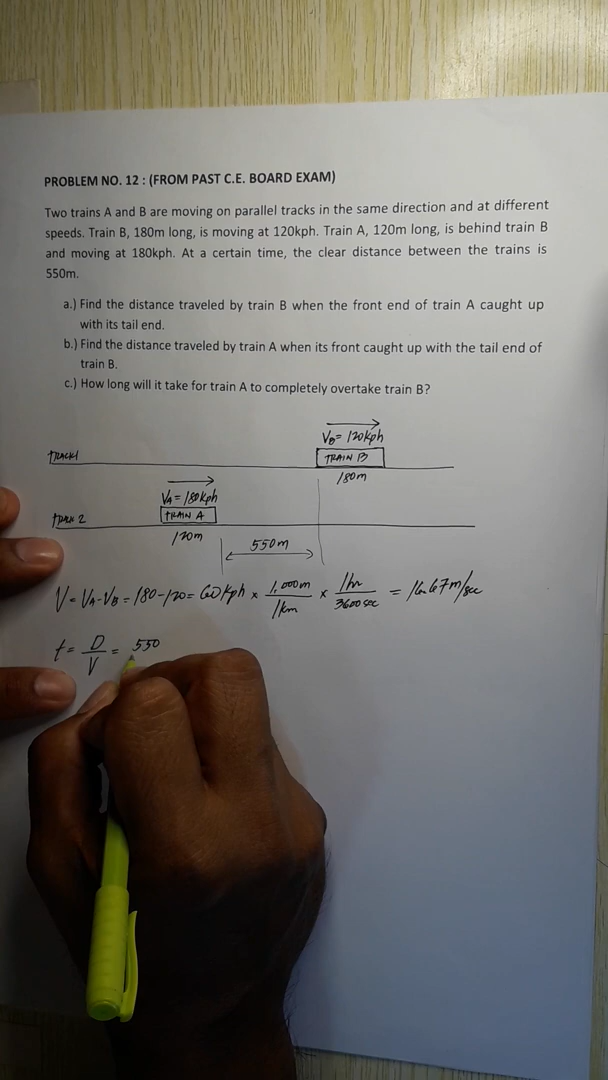 PROBLEM NO. 12 : (FROM PAST C.E. BOARD EXAM)
Two trains A and B are moving on parallel tracks in the same direction and at different
speeds. Train B, 180m long, is moving at 120kph. Train A, 120m long, is behind train B
and moving at 180kph. At a certain time, the clear distance between the trains is
550m.
a.) Find the distance traveled by train B when the front end of train A caught up
with its tail end.
b.) Find the distance traveled by train A when its front caught up with the tail end of
train B.
c.) How long will it take for train A to completely overtake train B?
VB = 120kph
TRACK 1 TRAIN B
180m
VA = 180kph
TRACK 2 TRAIN A
120m 550m
V = VA - VB = 180 - 120 = 60 kph × 1,000m / 1km × 1hr / 3600 sec = 16.67 m/sec
t = D / V = 550